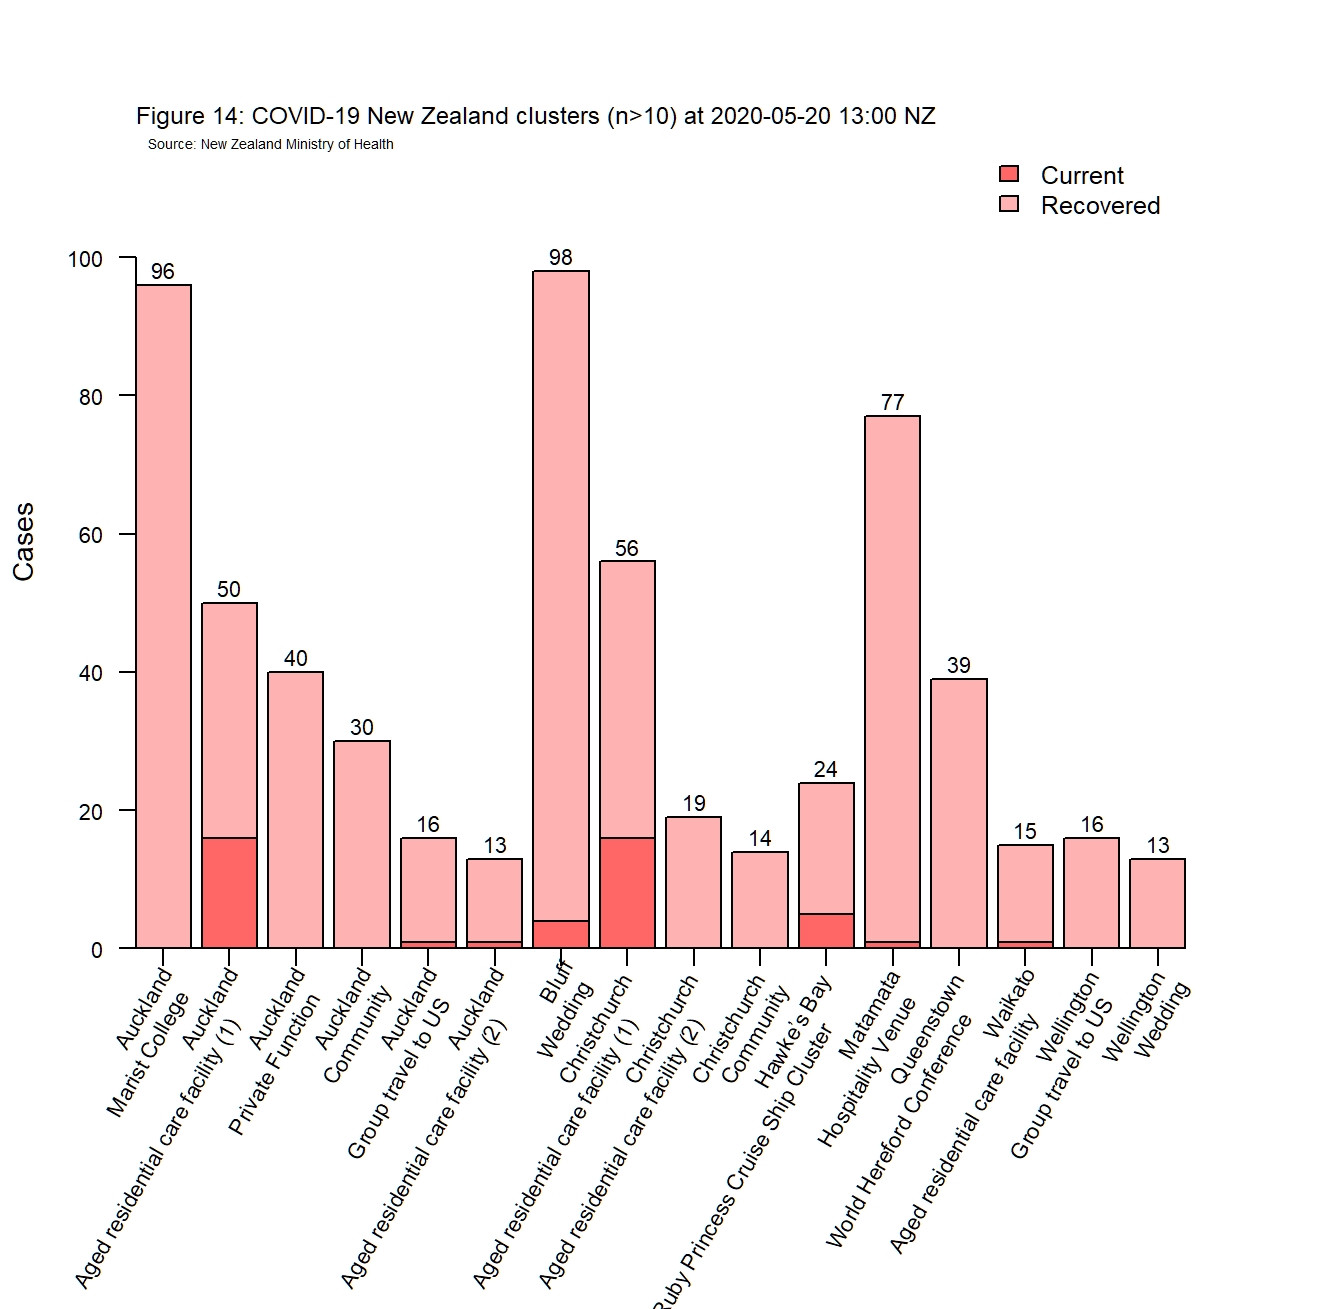 Figure 14: COVID-19 New Zealand clusters (n>10) at 2020-05-20 13:00 NZ
Source: New Zealand Ministry of Health
Current
Recovered
Cases
100
80
60
40
20
0
96
50
40
30
16
13
98
56
19
14
24
77
39
15
16
13
Auckland
Marist College
Auckland
Aged residential care facility (1)
Auckland
Private Function
Auckland
Community
Auckland
Group travel to US
Auckland
Aged residential care facility (2)
Bluff
Wedding
Christchurch
Aged residential care facility (1)
Christchurch
Aged residential care facility (2)
Christchurch
Community
Hawke's Bay
Ruby Princess Cruise Ship Cluster
Matamata
Hospitality Venue
Queenstown
World Hereford Conference
Waikato
Aged residential care facility
Wellington
Group travel to US
Wellington
Wedding